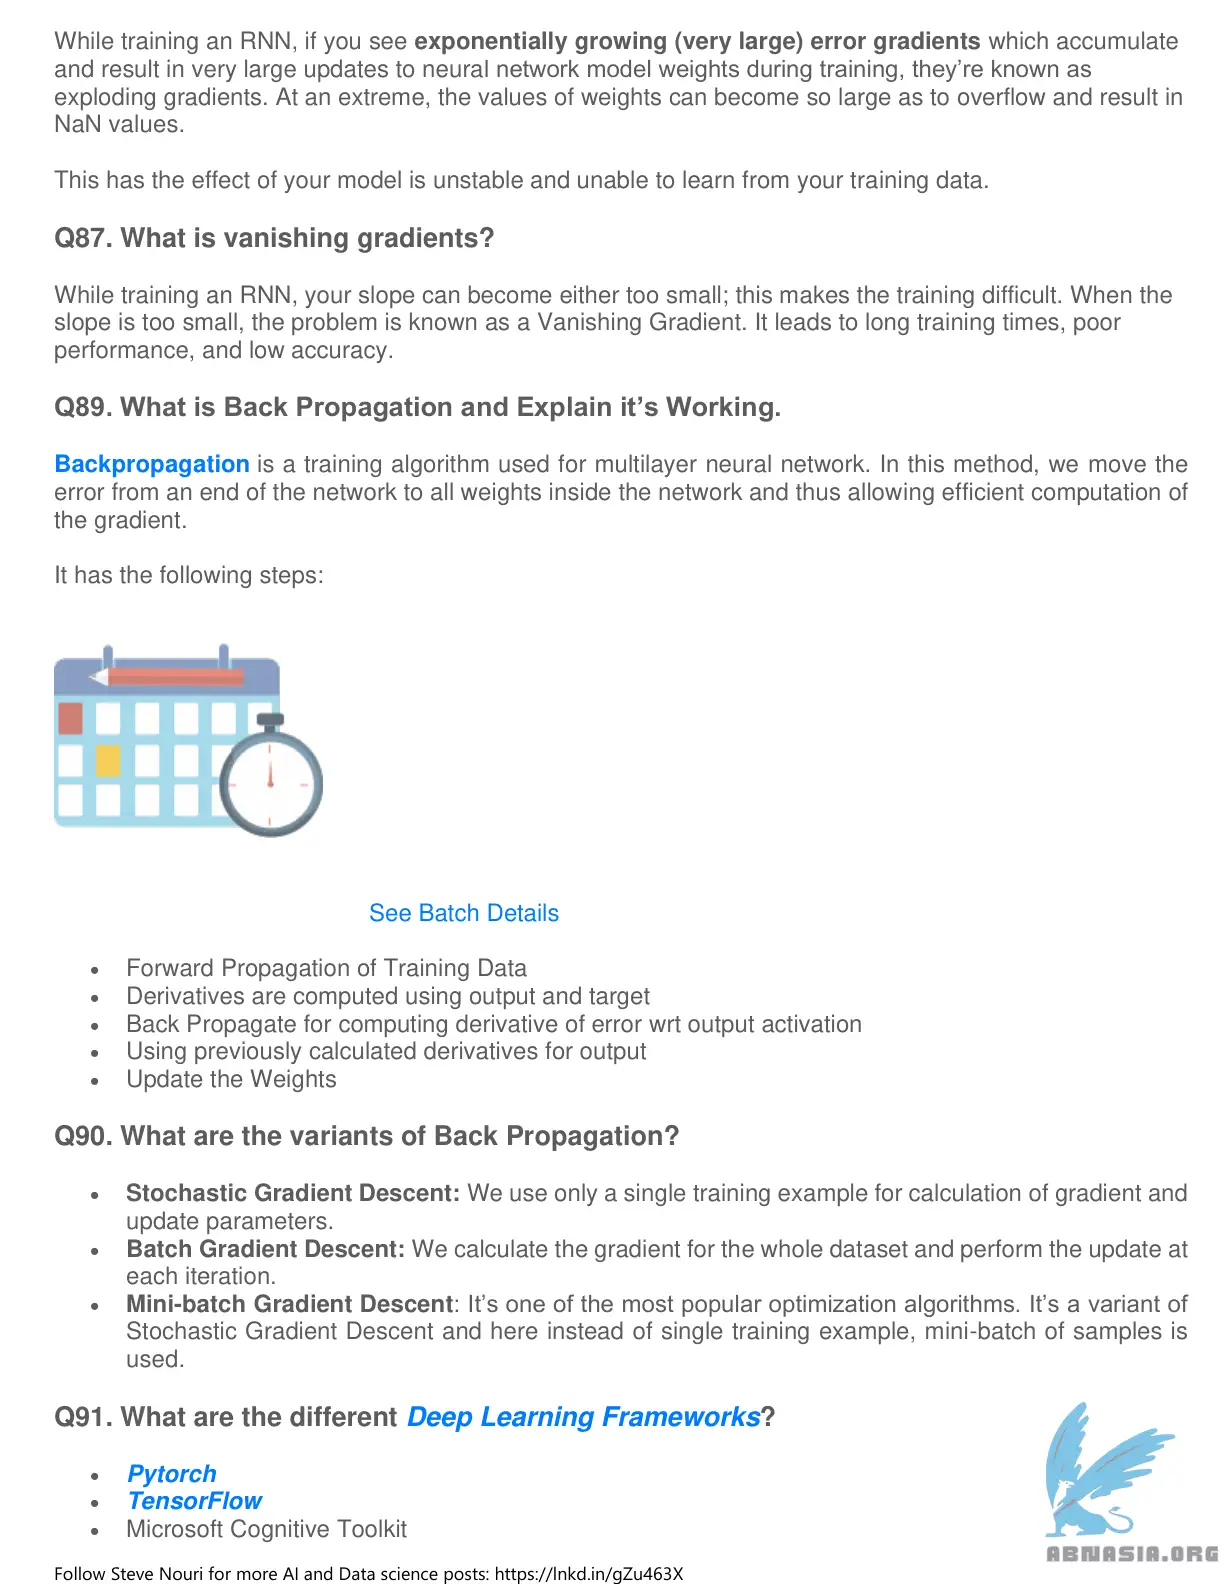 While training an RNN, if you see exponentially growing (very large) error gradients which accumulate
and result in very large updates to neural network model weights during training, they’re known as
exploding gradients. At an extreme, the values of weights can become so large as to overflow and result in
NaN values.
This has the effect of your model is unstable and unable to learn from your training data.
Q87. What is vanishing gradients?
While training an RNN, your slope can become either too small; this makes the training difficult. When the
slope is too small, the problem is known as a Vanishing Gradient. It leads to long training times, poor
performance, and low accuracy.
Q89. What is Back Propagation and Explain it’s Working.
Backpropagation is a training algorithm used for multilayer neural network. In this method, we move the
error from an end of the network to all weights inside the network and thus allowing efficient computation of
the gradient.
It has the following steps:
See Batch Details
• Forward Propagation of Training Data
• Derivatives are computed using output and target
• Back Propagate for computing derivative of error wrt output activation
• Using previously calculated derivatives for output
• Update the Weights
Q90. What are the variants of Back Propagation?
• Stochastic Gradient Descent: We use only a single training example for calculation of gradient and
update parameters.
• Batch Gradient Descent: We calculate the gradient for the whole dataset and perform the update at
each iteration.
• Mini-batch Gradient Descent: It’s one of the most popular optimization algorithms. It’s a variant of
Stochastic Gradient Descent and here instead of single training example, mini-batch of samples is
used.
Q91. What are the different Deep Learning Frameworks?
• Pytorch
• TensorFlow
• Microsoft Cognitive Toolkit
ABNASIA.ORG
Follow Steve Nouri for more AI and Data science posts: https://lnkd.in/gZu463X